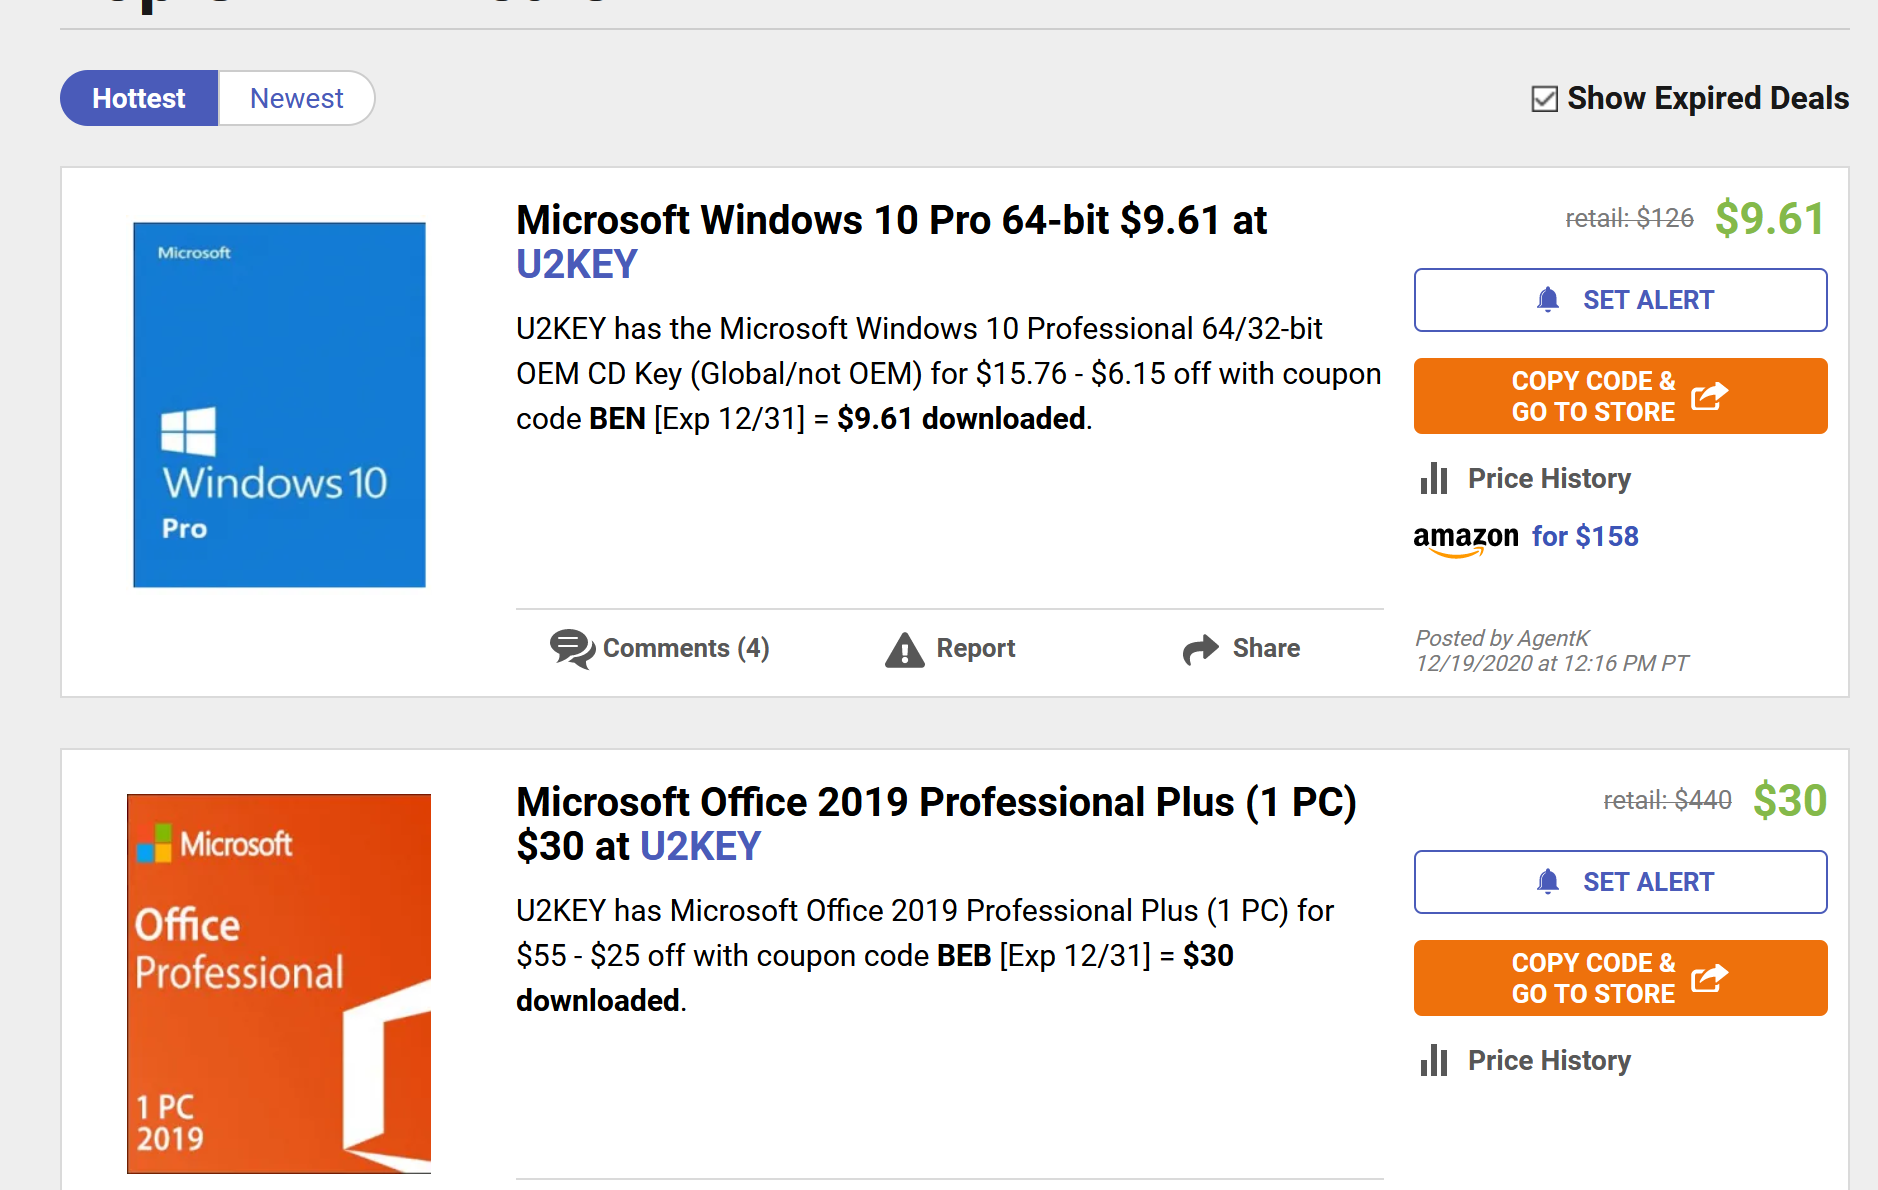 Hottest
Newest
Show Expired Deals
Microsoft
Windows 10
Pro
Microsoft Windows 10 Pro 64-bit $9.61 at
U2KEY
U2KEY has the Microsoft Windows 10 Professional 64/32-bit
OEM CD Key (Global/not OEM) for $15.76 - $6.15 off with coupon
code BEN [Exp 12/31] = $9.61 downloaded.
Comments (4)
Report
Share
retail: $126 $9.61
SET ALERT
COPY CODE &
GO TO STORE
Price History
amazon for $158
Posted by AgentK
12/19/2020 at 12:16 PM PT
Microsoft
Office
Professional
1 PC
2019
Microsoft Office 2019 Professional Plus (1 PC)
$30 at U2KEY
U2KEY has Microsoft Office 2019 Professional Plus (1 PC) for
$55 - $25 off with coupon code BEB [Exp 12/31] = $30
downloaded.
retail: $440 $30
SET ALERT
COPY CODE &
GO TO STORE
Price History